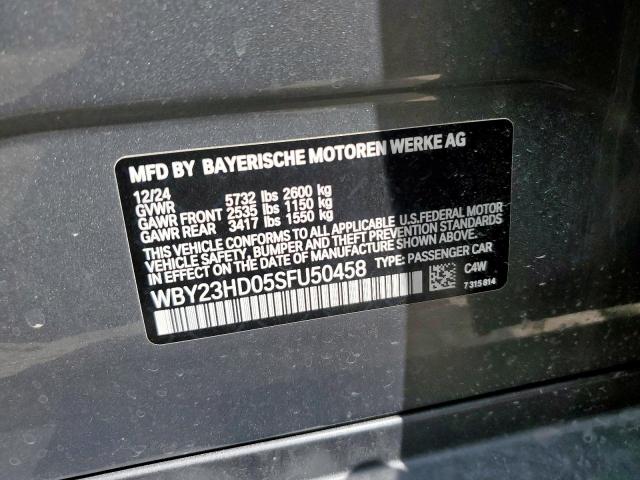 MFD BY BAYERISCHE MOTOREN WERKE AG
12/24
GVWR 5732 lbs 2600 kg
GAWR FRONT 2535 lbs 1150 kg
GAWR REAR 3417 lbs 1550 kg
THIS VEHICLE CONFORMS TO ALL APPLICABLE U.S.FEDERAL MOTOR
VEHICLE SAFETY, BUMPER AND THEFT PREVENTION STANDARDS
IN EFFECT ON THE DATE OF MANUFACTURE SHOWN ABOVE.
WBY23HD05SFU50458 TYPE: PASSENGER CAR
C4W
7 315 814